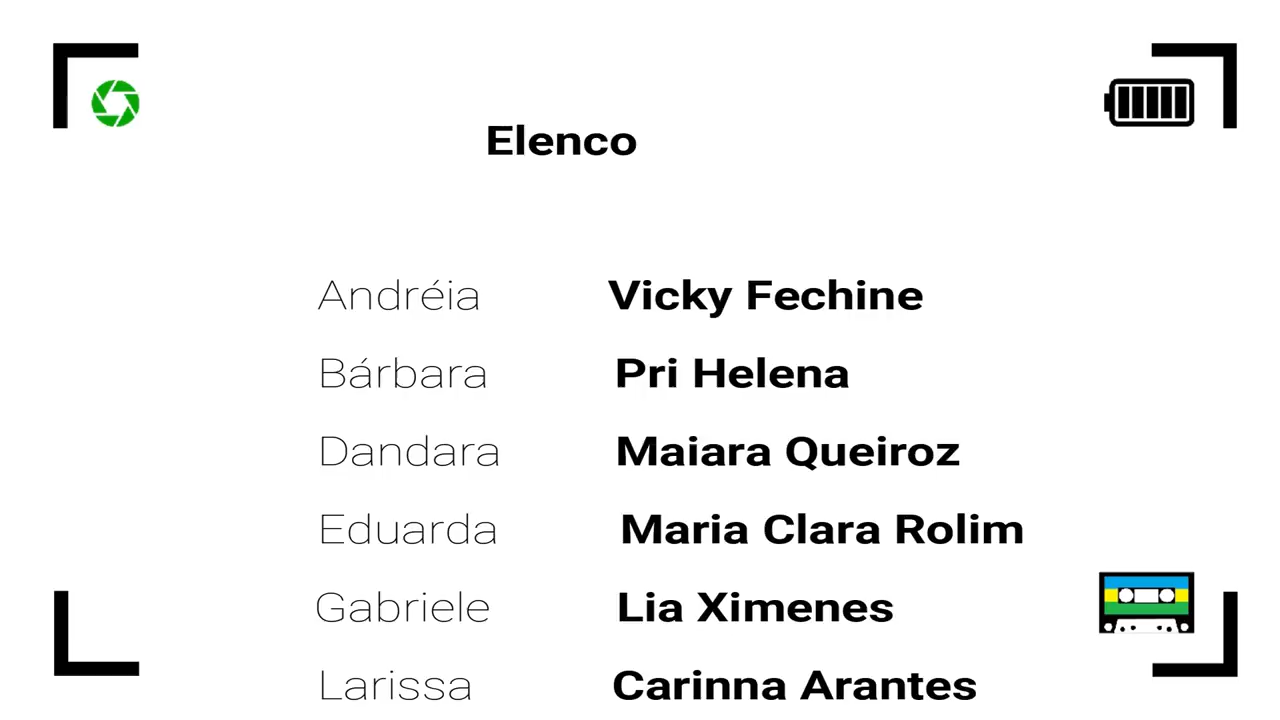 Elenco
Andréia Vicky Fechine
Bárbara Pri Helena
Dandara Maiara Queiroz
Eduarda Maria Clara Rolim
Gabriele Lia Ximenes
Larissa Carinna Arantes